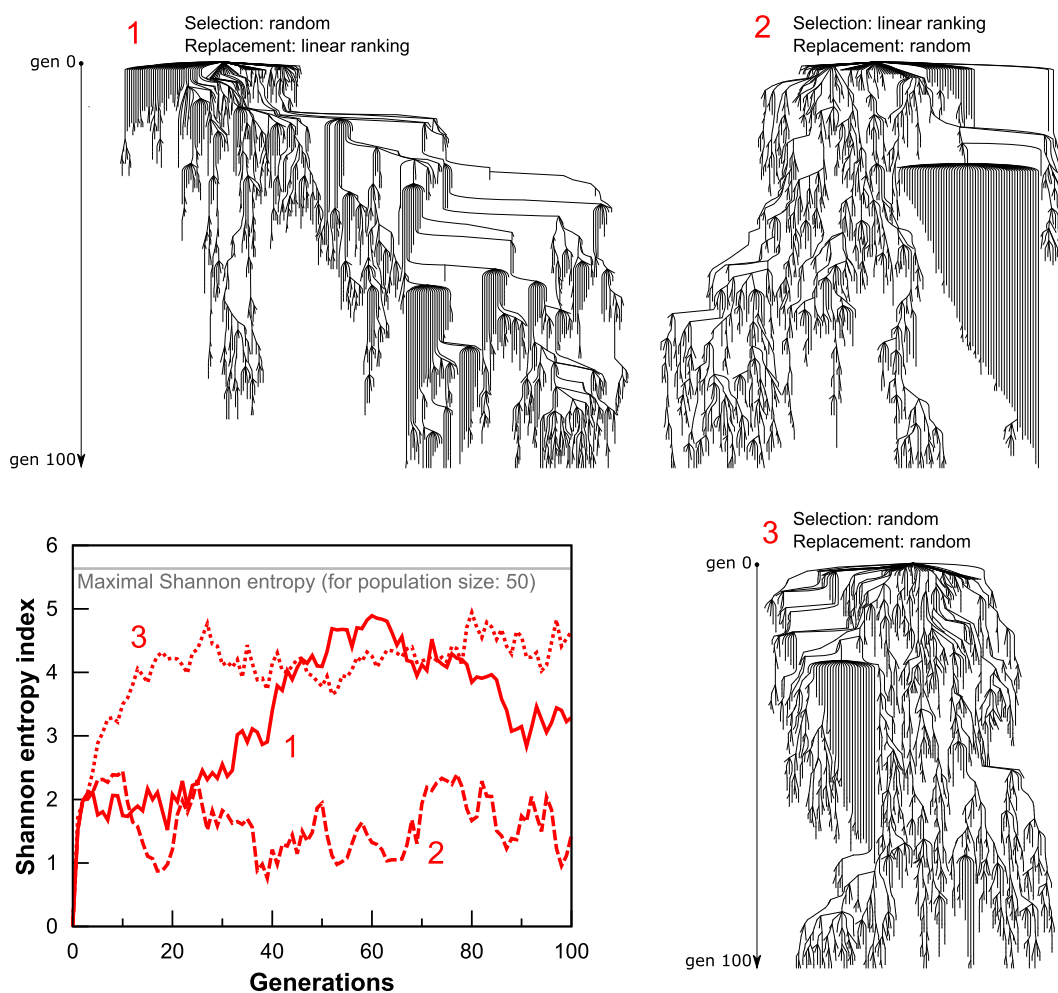 1
Selection: random
Replacement: linear ranking
gen 0
gen 100
2
Selection: linear ranking
Replacement: random
6
5
4
3
2
1
0
Shannon entropy index
Maximal Shannon entropy (for population size: 50)
3
1
2
0
20
40
60
80
100
Generations
3
Selection: random
Replacement: random
gen 0
gen 100